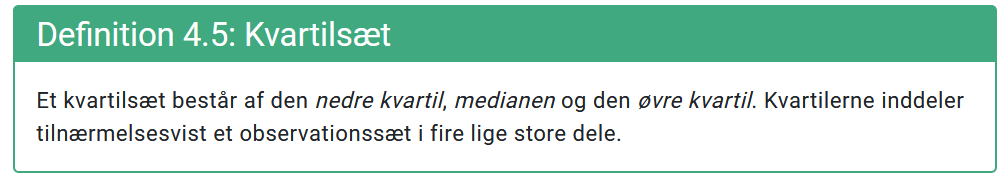 Definition 4.5: Kvartilsæt
Et kvartilsæt består af den nedre kvartil, medianen og den øvre kvartil. Kvartilerne inddeler
tilnærmelsesvist et observationssæt i fire lige store dele.